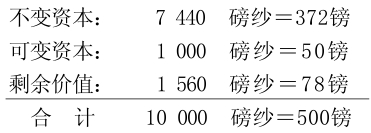 不变资本： 7 440 磅纱＝372镑
可变资本： 1 000 磅纱＝50镑
剩余价值： 1 560 磅纱＝78镑
合 计 10 000 磅纱＝500镑